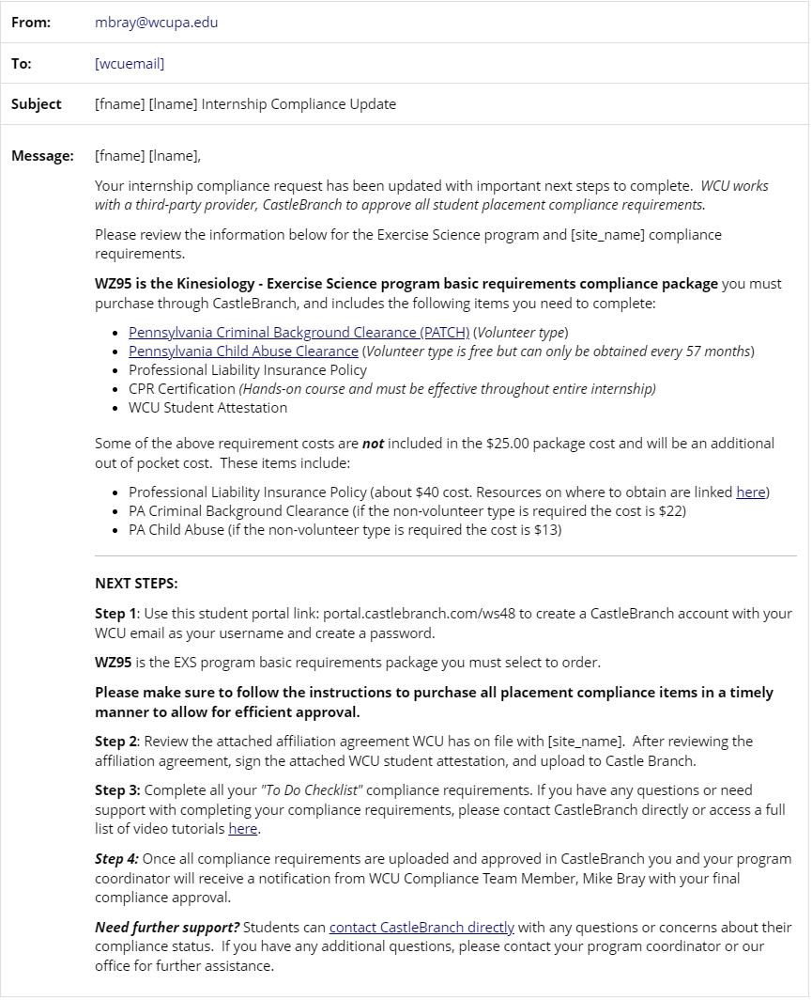 From: mbray@wcupa.edu
To: [wcuemail]
Subject [fname] [lname] Internship Compliance Update
Message: [fname] [lname],
Your internship compliance request has been updated with important next steps to complete.  WCU works
with a third-party provider, CastleBranch to approve all student placement compliance requirements.
Please review the information below for the Exercise Science program and [site_name] compliance
requirements.
WZ95 is the Kinesiology - Exercise Science program basic requirements compliance package you must
purchase through CastleBranch, and includes the following items you need to complete:
• Pennsylvania Criminal Background Clearance (PATCH) (Volunteer type)
• Pennsylvania Child Abuse Clearance (Volunteer type is free but can only be obtained every 57 months)
• Professional Liability Insurance Policy
• CPR Certification (Hands-on course and must be effective throughout entire internship)
• WCU Student Attestation
Some of the above requirement costs are not included in the $25.00 package cost and will be an additional
out of pocket cost.  These items include:
• Professional Liability Insurance Policy (about $40 cost. Resources on where to obtain are linked here)
• PA Criminal Background Clearance (if the non-volunteer type is required the cost is $22)
• PA Child Abuse (if the non-volunteer type is required the cost is $13)
NEXT STEPS:
Step 1: Use this student portal link: portal.castlebranch.com/ws48 to create a CastleBranch account with your
WCU email as your username and create a password.
WZ95 is the EXS program basic requirements package you must select to order.
Please make sure to follow the instructions to purchase all placement compliance items in a timely
manner to allow for efficient approval.
Step 2: Review the attached affiliation agreement WCU has on file with [site_name].  After reviewing the
affiliation agreement, sign the attached WCU student attestation, and upload to Castle Branch.
Step 3: Complete all your "To Do Checklist" compliance requirements. If you have any questions or need
support with completing your compliance requirements, please contact CastleBranch directly or access a full
list of video tutorials here.
Step 4: Once all compliance requirements are uploaded and approved in CastleBranch you and your program
coordinator will receive a notification from WCU Compliance Team Member, Mike Bray with your final
compliance approval.
Need further support? Students can contact CastleBranch directly with any questions or concerns about their
compliance status.  If you have any additional questions, please contact your program coordinator or our
office for further assistance.